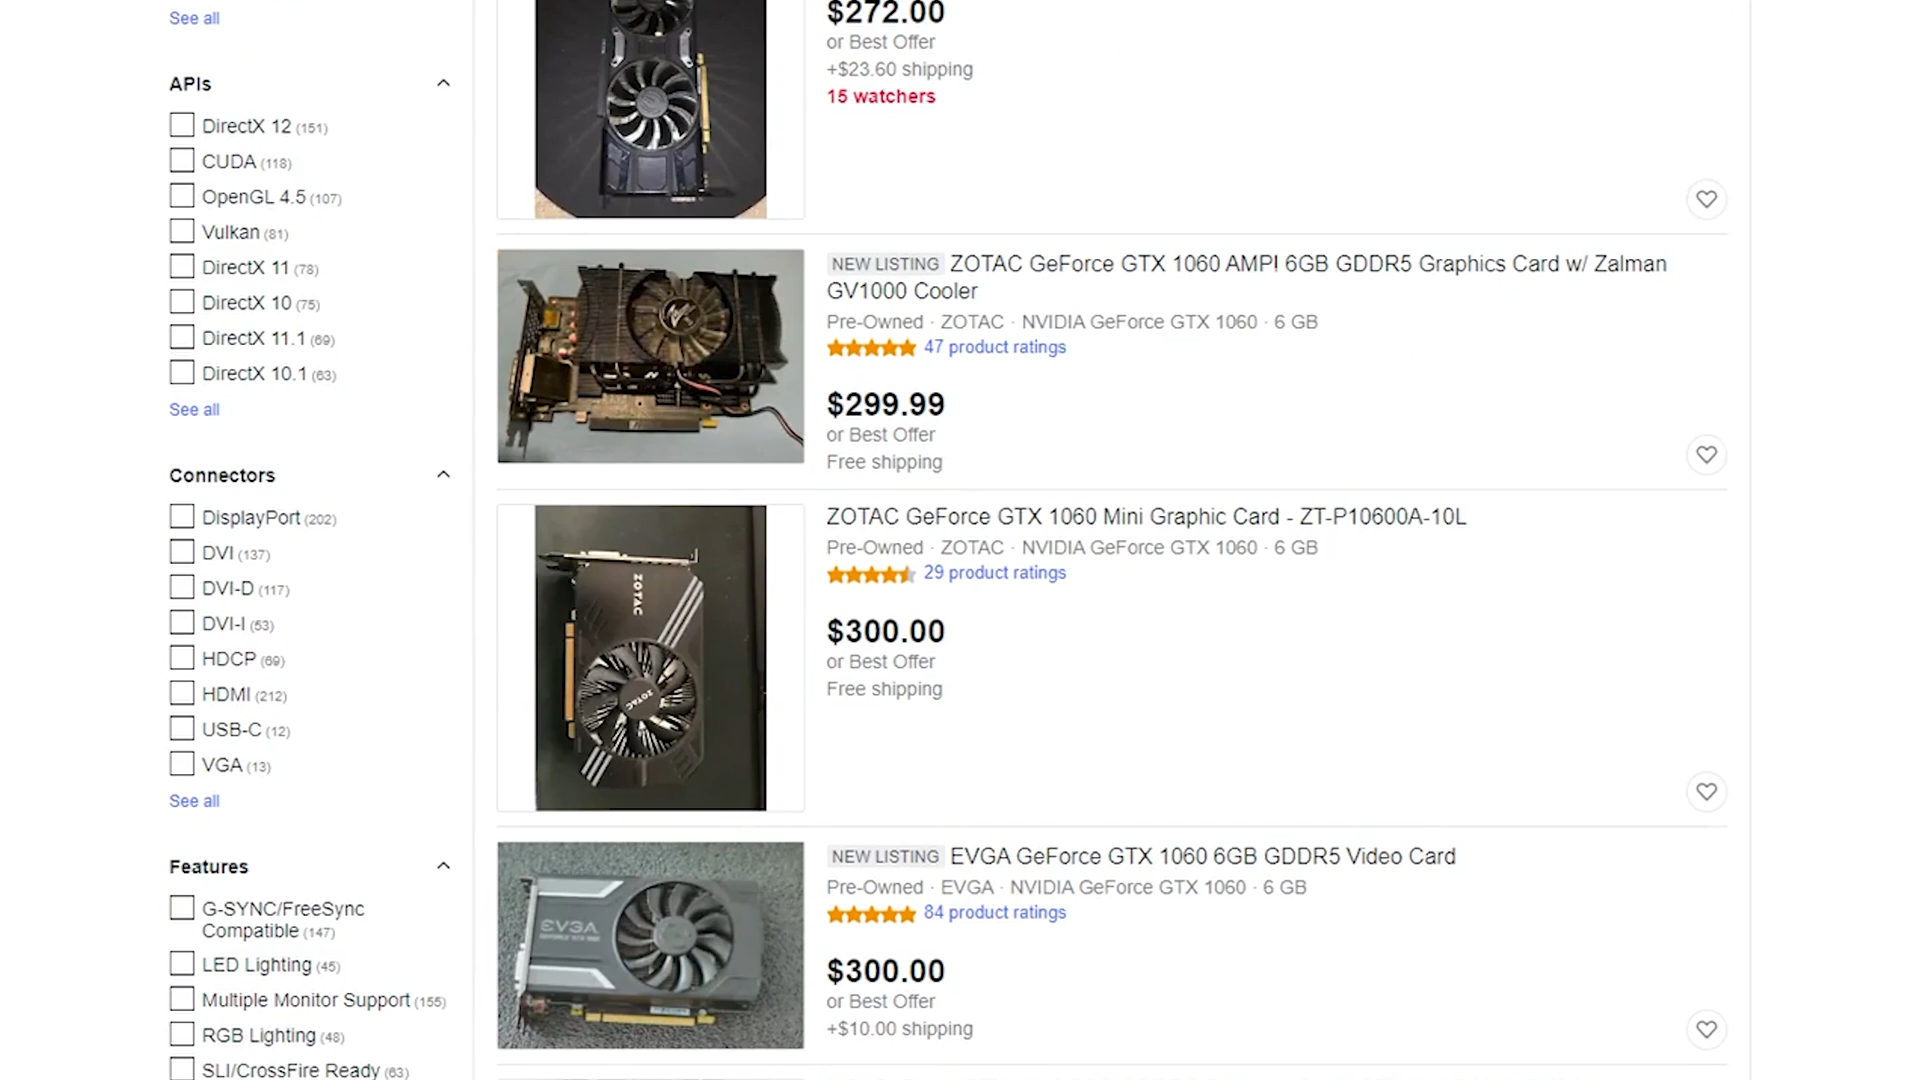 See all
APIs
DirectX 12 (151)
CUDA (118)
OpenGL 4.5 (107)
Vulkan (81)
DirectX 11 (78)
DirectX 10 (75)
DirectX 11.1 (69)
DirectX 10.1 (63)
See all
Connectors
DisplayPort (202)
DVI (137)
DVI-D (117)
DVI-I (53)
HDCP (69)
HDMI (212)
USB-C (12)
VGA (13)
See all
Features
G-SYNC/FreeSync
Compatible (147)
LED Lighting (45)
Multiple Monitor Support (155)
RGB Lighting (48)
SLI/CrossFire Ready (63)
$272.00
or Best Offer
+$23.60 shipping
15 watchers
NEW LISTING ZOTAC GeForce GTX 1060 AMP! 6GB GDDR5 Graphics Card w/ Zalman
GV1000 Cooler
Pre-Owned · ZOTAC · NVIDIA GeForce GTX 1060 · 6 GB
47 product ratings
$299.99
or Best Offer
Free shipping
ZOTAC
ZOTAC
ZOTAC GeForce GTX 1060 Mini Graphic Card - ZT-P10600A-10L
Pre-Owned · ZOTAC · NVIDIA GeForce GTX 1060 · 6 GB
29 product ratings
$300.00
or Best Offer
Free shipping
EVGA
NEW LISTING EVGA GeForce GTX 1060 6GB GDDR5 Video Card
Pre-Owned · EVGA · NVIDIA GeForce GTX 1060 · 6 GB
84 product ratings
$300.00
or Best Offer
+$10.00 shipping